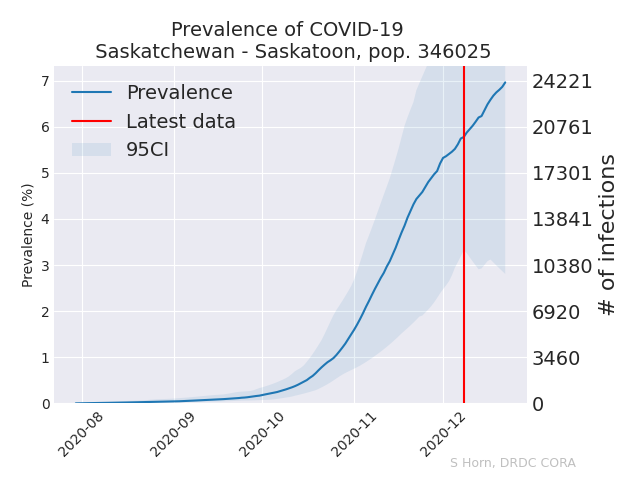 Prevalence of COVID-19
Saskatchewan - Saskatoon, pop. 346025
Prevalence
Latest data
95CI
Prevalence (%)
7
6
5
4
3
2
1
0
24221
20761
17301
13841
10380
6920
3460
0
# of infections
2020-08
2020-09
2020-10
2020-11
2020-12
S Horn, DRDC CORA